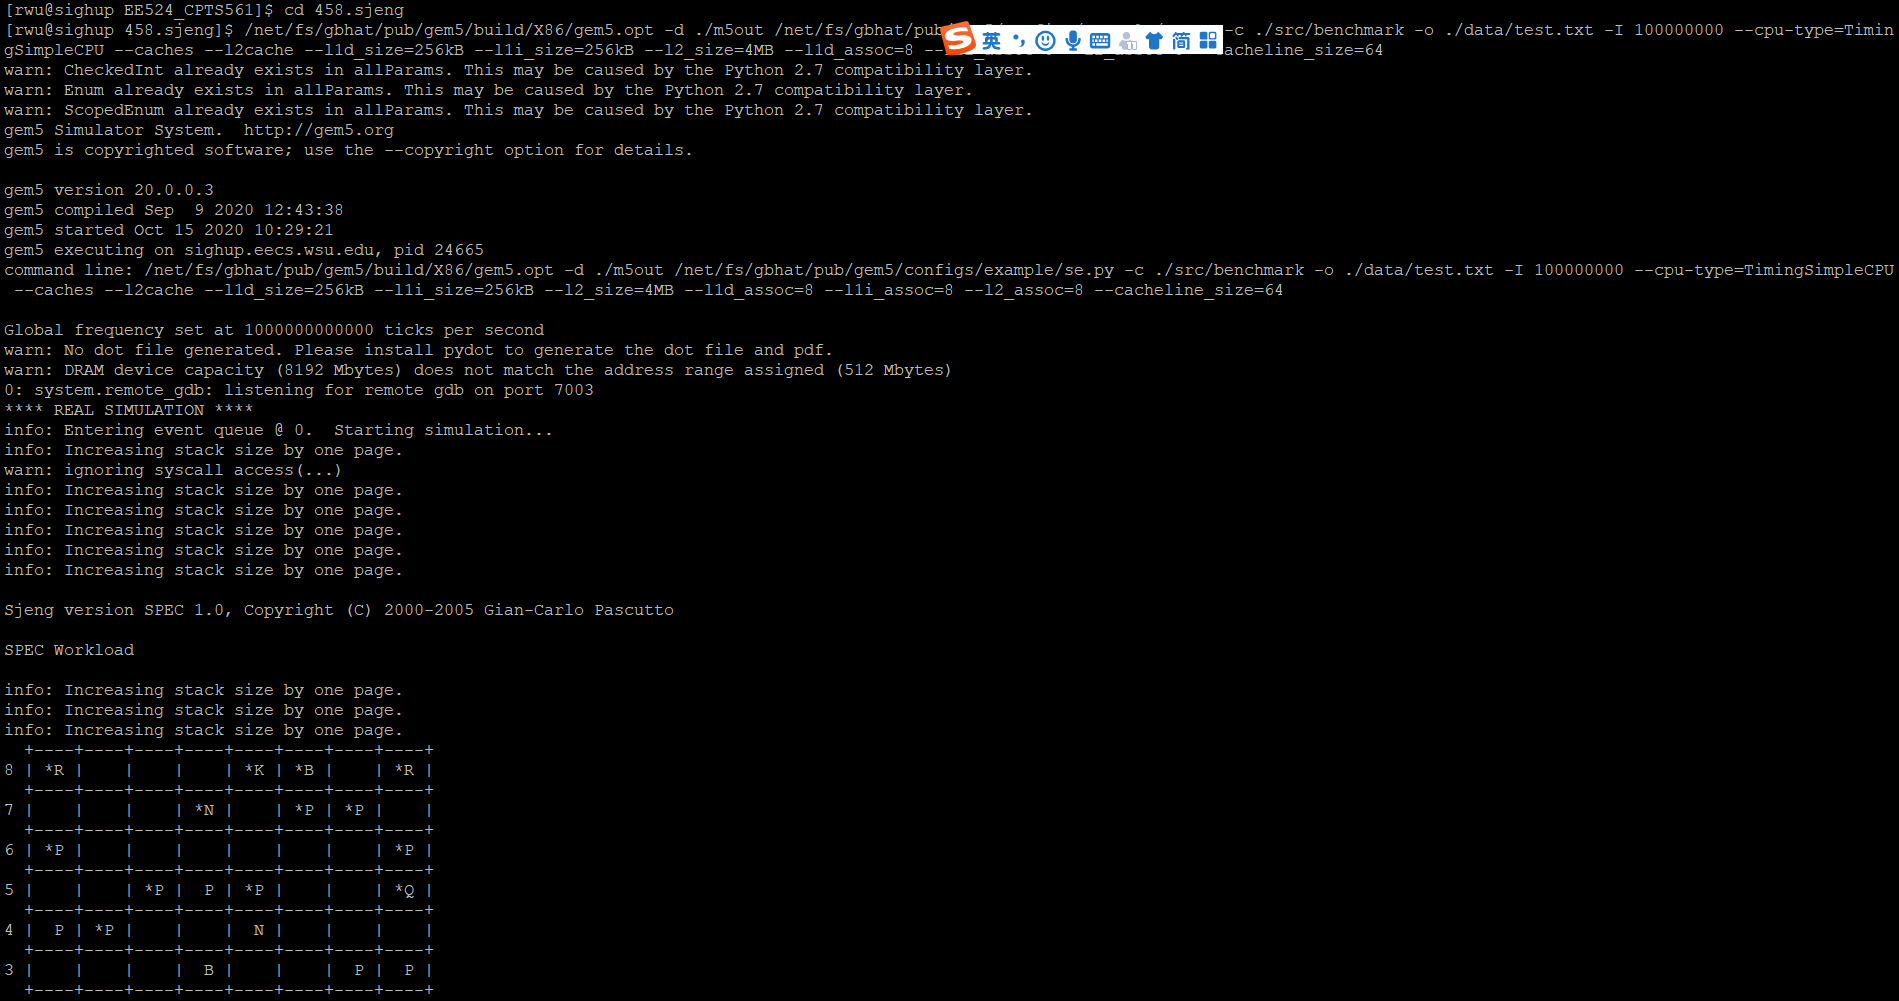 [rwu@sighup EE524_CPTS561]$ cd 458.sjeng
[rwu@sighup 458.sjeng]$ /net/fs/gbhat/pub/gem5/build/X86/gem5.opt -d ./m5out /net/fs/gbhat/pub -c ./src/benchmark -o ./data/test.txt -I 100000000 --cpu-type=Timin
英 简
gSimpleCPU --caches --l2cache --l1d_size=256kB --l1i_size=256kB --l2_size=4MB --l1d_assoc=8 -- cacheline_size=64
warn: CheckedInt already exists in allParams. This may be caused by the Python 2.7 compatibility layer.
warn: Enum already exists in allParams. This may be caused by the Python 2.7 compatibility layer.
warn: ScopedEnum already exists in allParams. This may be caused by the Python 2.7 compatibility layer.
gem5 Simulator System.  http://gem5.org
gem5 is copyrighted software; use the --copyright option for details.
gem5 version 20.0.0.3
gem5 compiled Sep  9 2020 12:43:38
gem5 started Oct 15 2020 10:29:21
gem5 executing on sighup.eecs.wsu.edu, pid 24665
command line: /net/fs/gbhat/pub/gem5/build/X86/gem5.opt -d ./m5out /net/fs/gbhat/pub/gem5/configs/example/se.py -c ./src/benchmark -o ./data/test.txt -I 100000000 --cpu-type=TimingSimpleCPU
 --caches --l2cache --l1d_size=256kB --l1i_size=256kB --l2_size=4MB --l1d_assoc=8 --l1i_assoc=8 --l2_assoc=8 --cacheline_size=64
Global frequency set at 1000000000000 ticks per second
warn: No dot file generated. Please install pydot to generate the dot file and pdf.
warn: DRAM device capacity (8192 Mbytes) does not match the address range assigned (512 Mbytes)
0: system.remote_gdb: listening for remote gdb on port 7003
**** REAL SIMULATION ****
info: Entering event queue @ 0.  Starting simulation...
info: Increasing stack size by one page.
warn: ignoring syscall access(...)
info: Increasing stack size by one page.
info: Increasing stack size by one page.
info: Increasing stack size by one page.
info: Increasing stack size by one page.
info: Increasing stack size by one page.
Sjeng version SPEC 1.0, Copyright (C) 2000-2005 Gian-Carlo Pascutto
SPEC Workload
info: Increasing stack size by one page.
info: Increasing stack size by one page.
info: Increasing stack size by one page.
  +----+----+----+----+----+----+----+----+
8 | *R |    |    |    | *K | *B |    | *R |
  +----+----+----+----+----+----+----+----+
7 |    |    |    | *N |    | *P | *P |    |
  +----+----+----+----+----+----+----+----+
6 | *P |    |    |    |    |    |    | *P |
  +----+----+----+----+----+----+----+----+
5 |    |    | *P |  P | *P |    |    | *Q |
  +----+----+----+----+----+----+----+----+
4 |  P | *P |    |    |  N |    |    |    |
  +----+----+----+----+----+----+----+----+
3 |    |    |    |  B |    |    |  P |  P |
  +----+----+----+----+----+----+----+----+